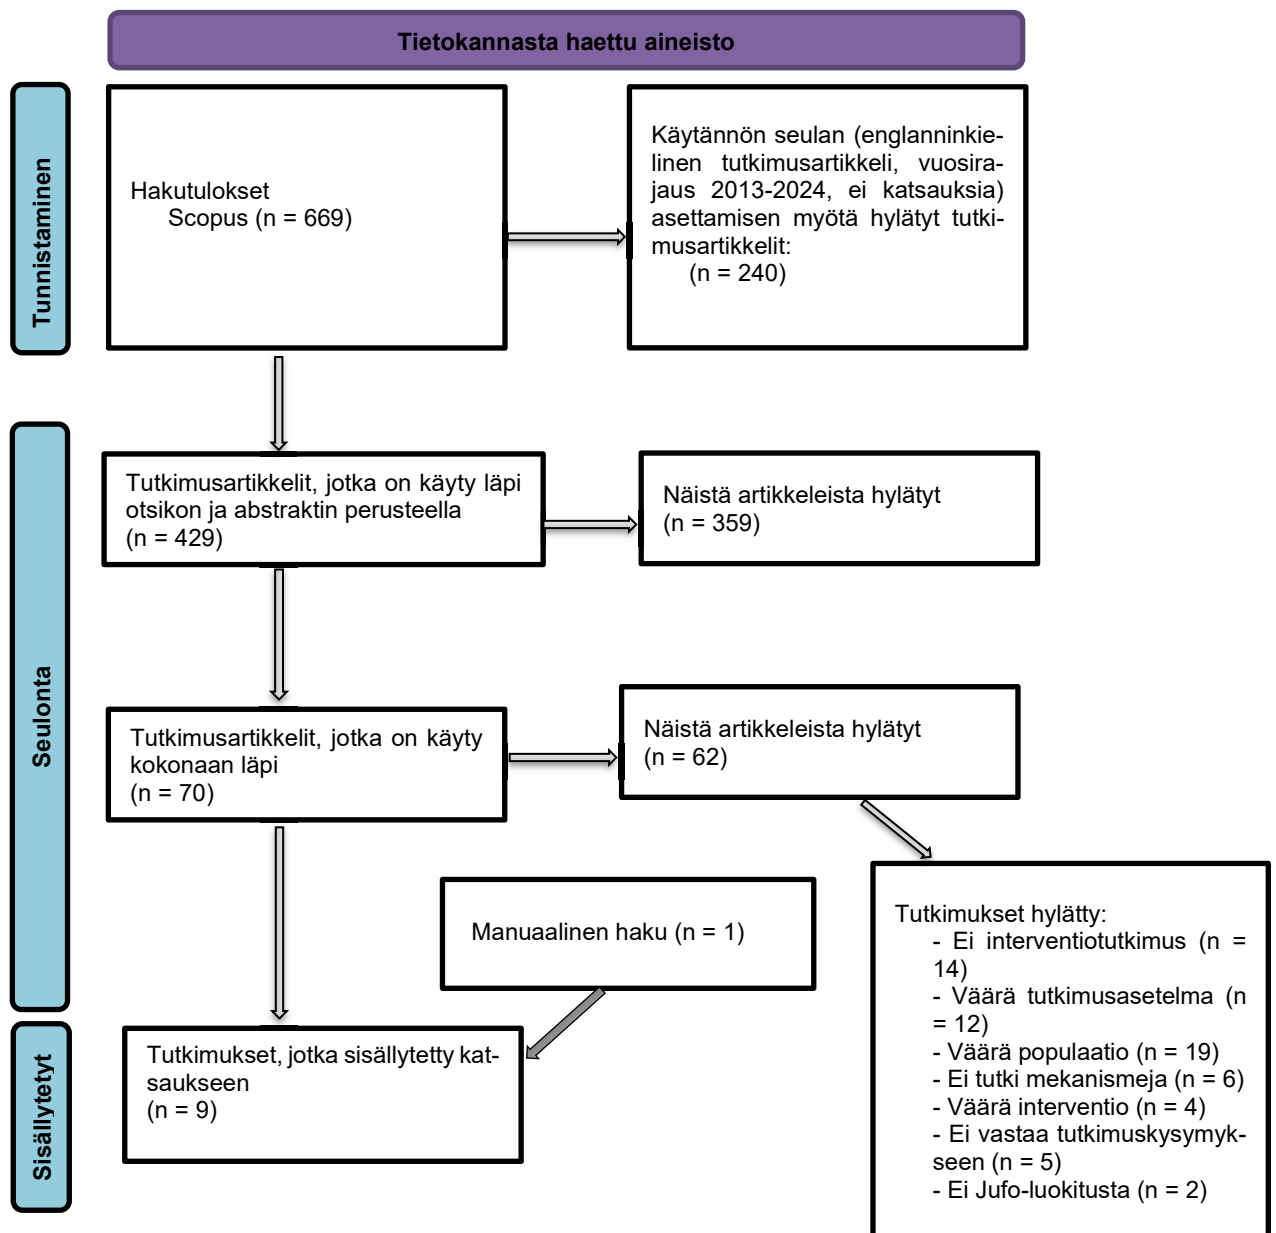 Tietokannasta haettu aineisto
Tunnistaminen
Hakutulokset
Scopus (n = 669)
Käytännön seulan (englanninkie-
linen tutkimusartikkeli, vuosira-
jaus 2013-2024, ei katsauksia)
asettamisen myötä hylätyt tutki-
musartikkelit:
(n = 240)
Seulonta
Tutkimusartikkelit, jotka on käyty läpi
otsikon ja abstraktin perusteella
(n = 429)
Näistä artikkeleista hylätyt
(n = 359)
Tutkimusartikkelit, jotka on käyty
kokonaan läpi
(n = 70)
Näistä artikkeleista hylätyt
(n = 62)
Manuaalinen haku (n = 1)
Tutkimukset hylätty:
- Ei interventiotutkimus (n =
14)
- Väärä tutkimusasetelma (n
= 12)
- Väärä populaatio (n = 19)
- Ei tutki mekanismeja (n = 6)
- Väärä interventio (n = 4)
- Ei vastaa tutkimuskysymyk-
seen (n = 5)
- Ei Jufo-luokitusta (n = 2)
Sisällytetyt
Tutkimukset, jotka sisällytetty kat-
saukseen
(n = 9)